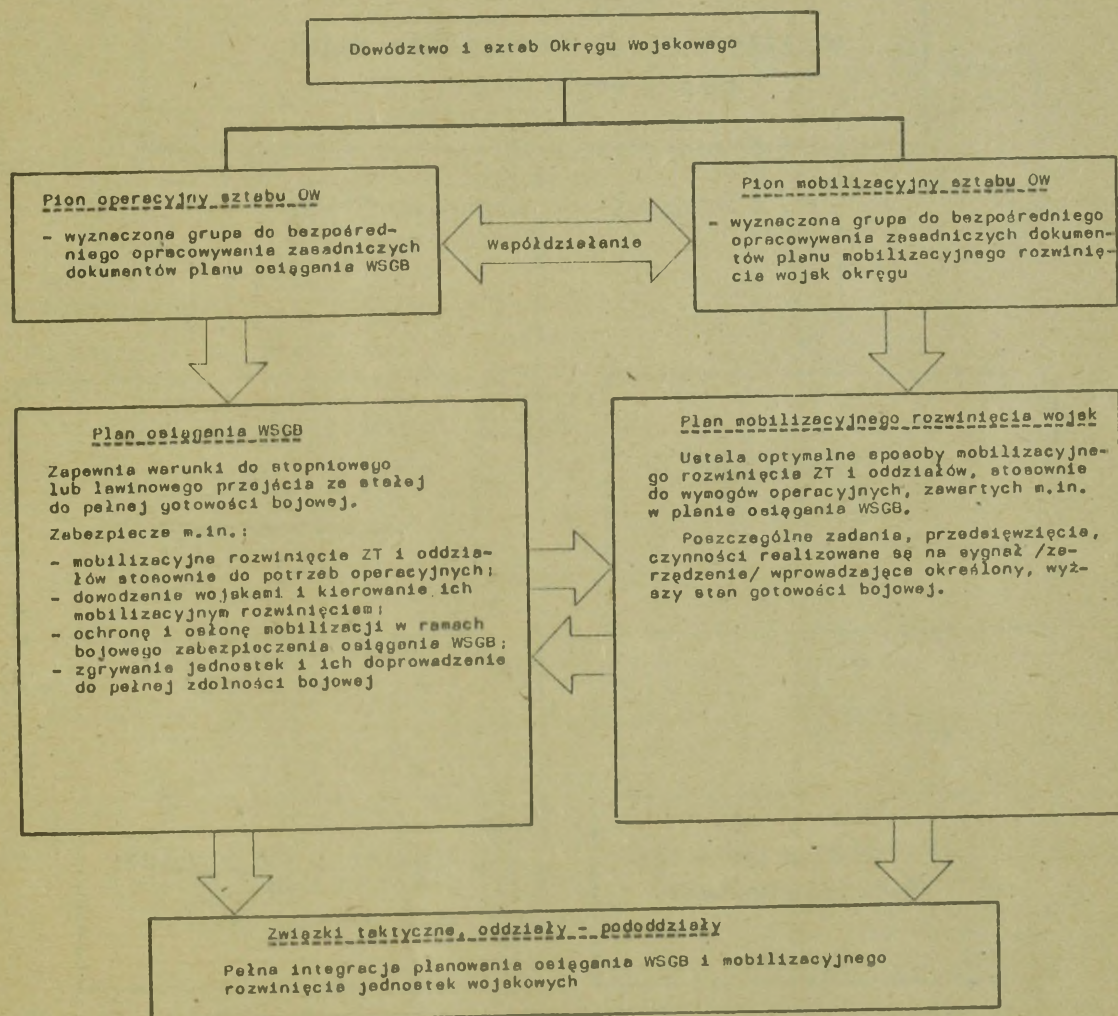 Dowództwo i sztab Okręgu Wojskowego
Pion operacyjny sztabu OW
- wyznaczona grupa do bezpośred-
niego opracowywania zasadniczych
dokumentów planu osiągania WSGB
Współdziałanie
Pion mobilizacyjny sztabu OW
- wyznaczona grupa do bezpośredniego
opracowywania zasadniczych dokumen-
tów planu mobilizacyjnego rozwinię-
cia wojsk okręgu
Plan osiągania WSGB
Zapewnia warunki do stopniowego
lub lawinowego przejścia ze stałej
do pełnej gotowości bojowej.
Zabezpiecza m.in.:
- mobilizacyjne rozwinięcie ZT i oddzia-
łów stosownie do potrzeb operacyjnych;
- dowodzenie wojskami i kierowanie ich
mobilizacyjnym rozwinięciem;
- ochronę i osłonę mobilizacji w ramach
bojowego zabezpieczenia osiągania WSGB;
- zgrywanie jednostek i ich doprowadzenie
do pełnej zdolności bojowej
Plan mobilizacyjnego rozwinięcia wojsk
Ustala optymalne sposoby mobilizacyjne-
go rozwinięcia ZT i oddziałów, stosownie
do wymogów operacyjnych, zawartych m.in.
w planie osiągania WSGB.
Poszczególne zadania, przedsięwzięcia,
czynności realizowane są na sygnał /za-
rządzenie/ wprowadzające określony, wyż-
szy stan gotowości bojowej.
Związki taktyczne, oddziały - pododdziały
Pełna integracja planowania osiągania WSGB i mobilizacyjnego
rozwinięcia jednostek wojskowych